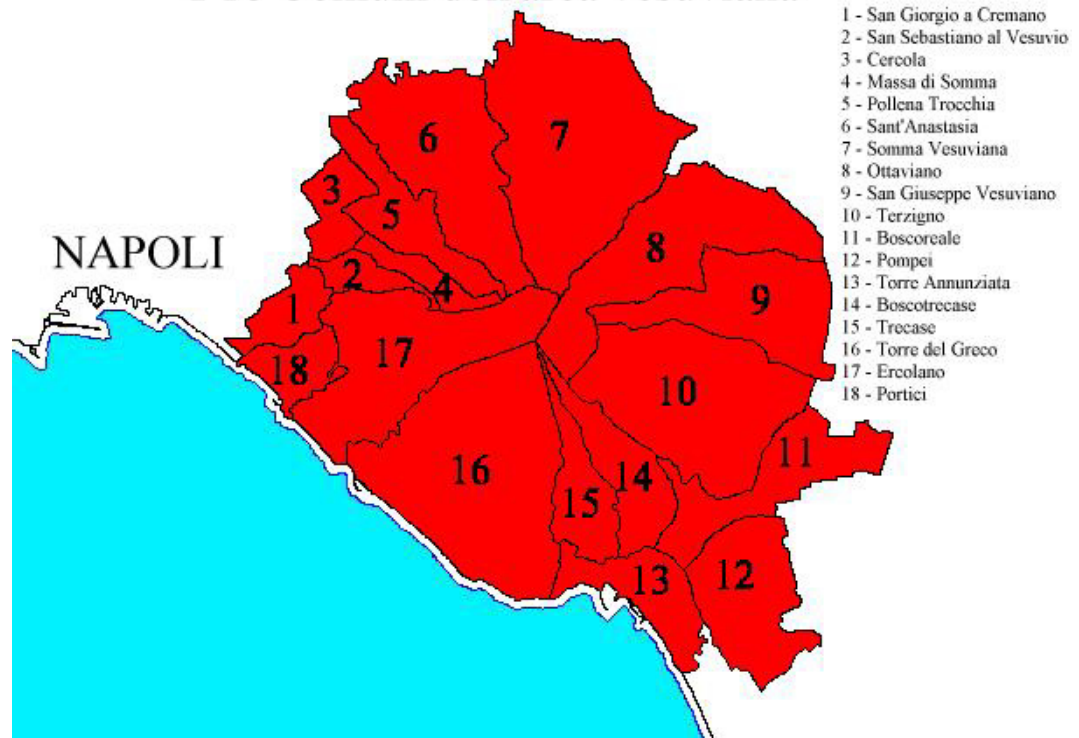 1 - San Giorgio a Cremano
2 - San Sebastiano al Vesuvio
3 - Cercola
4 - Massa di Somma
5 - Pollena Trocchia
6 - Sant'Anastasia
7 - Somma Vesuviana
8 - Ottaviano
9 - San Giuseppe Vesuviano
10 - Terzigno
11 - Boscoreale
12 - Pompei
13 - Torre Annunziata
14 - Boscotrecase
15 - Trecase
16 - Torre del Greco
17 - Ercolano
18 - Portici
NAPOLI
6
7
3
5
8
2
4
9
1
17
18
10
11
16
14
15
13
12